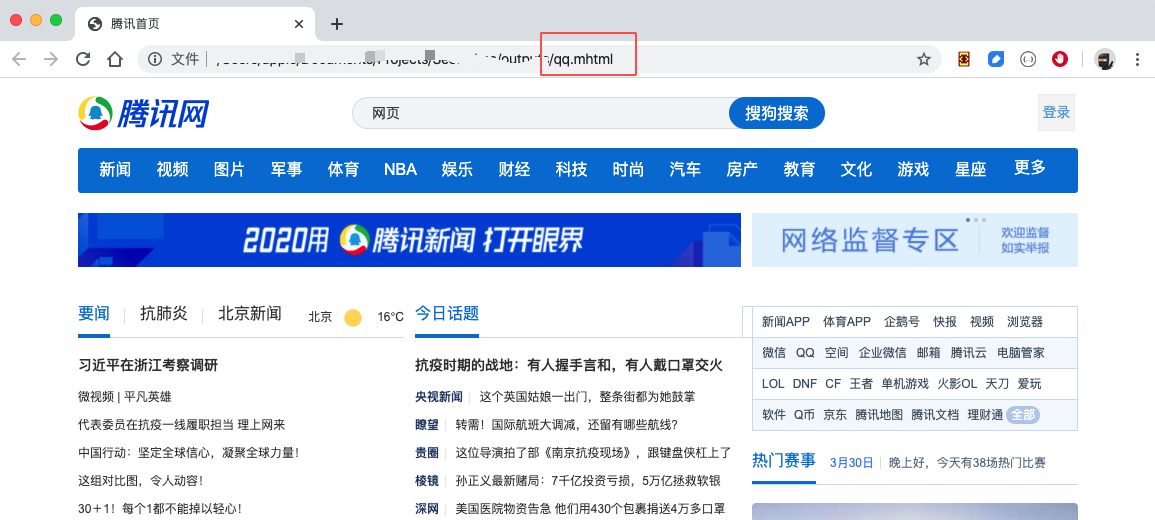 腾讯首页
文件 /qq.mhtml
腾讯网 网页 搜狗搜索 登录
新闻 视频 图片 军事 体育 NBA 娱乐 财经 科技 时尚 汽车 房产 教育 文化 游戏 星座 更多
2020用 腾讯新闻 打开眼界
网络监督专区 欢迎监督
如实举报
要闻 抗肺炎 北京新闻 北京 16°C
习近平在浙江考察调研
微视频 | 平凡英雄
代表委员在抗疫一线履职担当 理上网来
中国行动：坚定全球信心，凝聚全球力量！
这组对比图，令人动容！
30＋1！每个1都不能掉以轻心！
今日话题
抗疫时期的战地：有人握手言和，有人戴口罩交火
央视新闻 这个英国姑娘一出门，整条街都为她鼓掌
瞭望 转需！国际航班大调减，还留有哪些航线？
贵圈 这位导演拍了部《南京抗疫现场》，跟键盘侠杠上了
棱镜 孙正义最新赌局：7千亿投资亏损，5万亿拯救软银
深网 美国医院物资告急 他们用430个包裹捐送4万多口罩
新闻APP 体育APP 企鹅号 快报 视频 浏览器
微信 QQ 空间 企业微信 邮箱 腾讯云 电脑管家
LOL DNF CF 王者 单机游戏 火影OL 天刀 爱玩
软件 Q币 京东 腾讯地图 腾讯文档 理财通 全部
热门赛事 3月30日 晚上好，今天有38场热门比赛